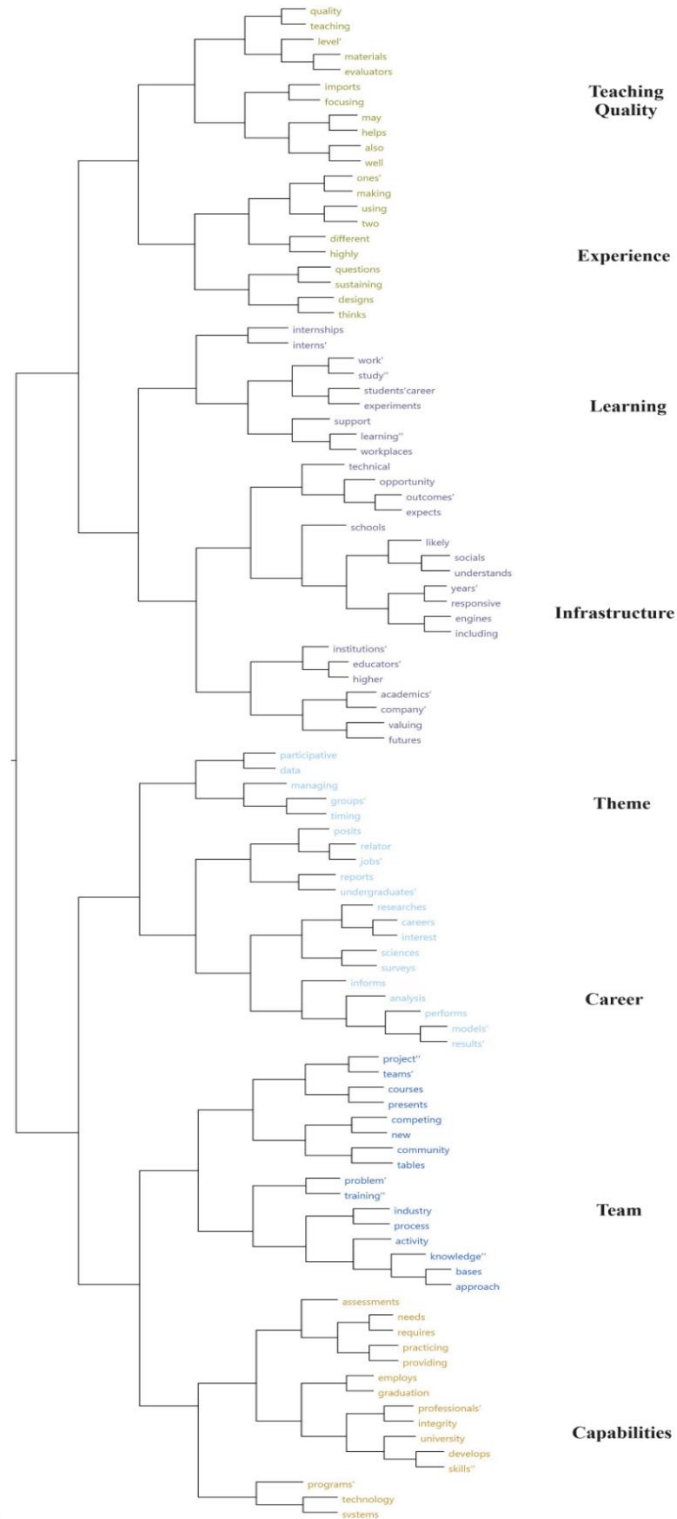 quality
teaching
level'
materials
evaluators
imports
focusing
may
helps
also
well
Teaching
Quality
ones'
making
using
two
different
highly
questions
sustaining
designs
thinks
Experience
internships
interns'
work'
study''
students'career
experiments
support
learning''
workplaces
Learning
technical
opportunity
outcomes'
expects
schools
likely
socials
understands
years'
responsive
engines
including
Infrastructure
institutions'
educators'
higher
academics'
company'
valuing
futures
participative
data
managing
groups'
timing
Theme
posits
relator
jobs'
reports
undergraduates'
researches
careers
interest
sciences
surveys
informs
analysis
performs
models'
results'
Career
project''
teams'
courses
presents
competing
new
community
tables
problem'
training''
industry
process
activity
knowledge''
bases
approach
Team
assessments
needs
requires
practicing
providing
employs
graduation
professionals'
integrity
university
develops
skills''
Capabilities
programs'
technology
systems